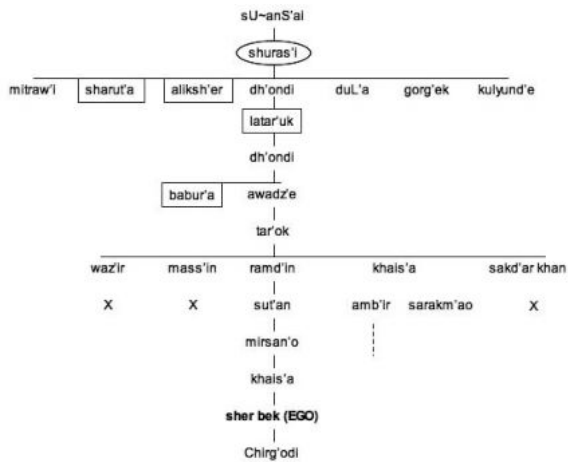 sU~anS'ai
shuras'i
mitraw'i sharut'a aliksh'er dh'ondi duL'a gorg'ek kulyund'e
latar'uk
dh'ondi
babur'a awadz'e
tar'ok
waz'ir mass'in ramd'in khais'a sakd'ar khan
X X sut'an amb'ir sarakm'ao X
mirsan'o
khais'a
sher bek (EGO)
Chirg'odi